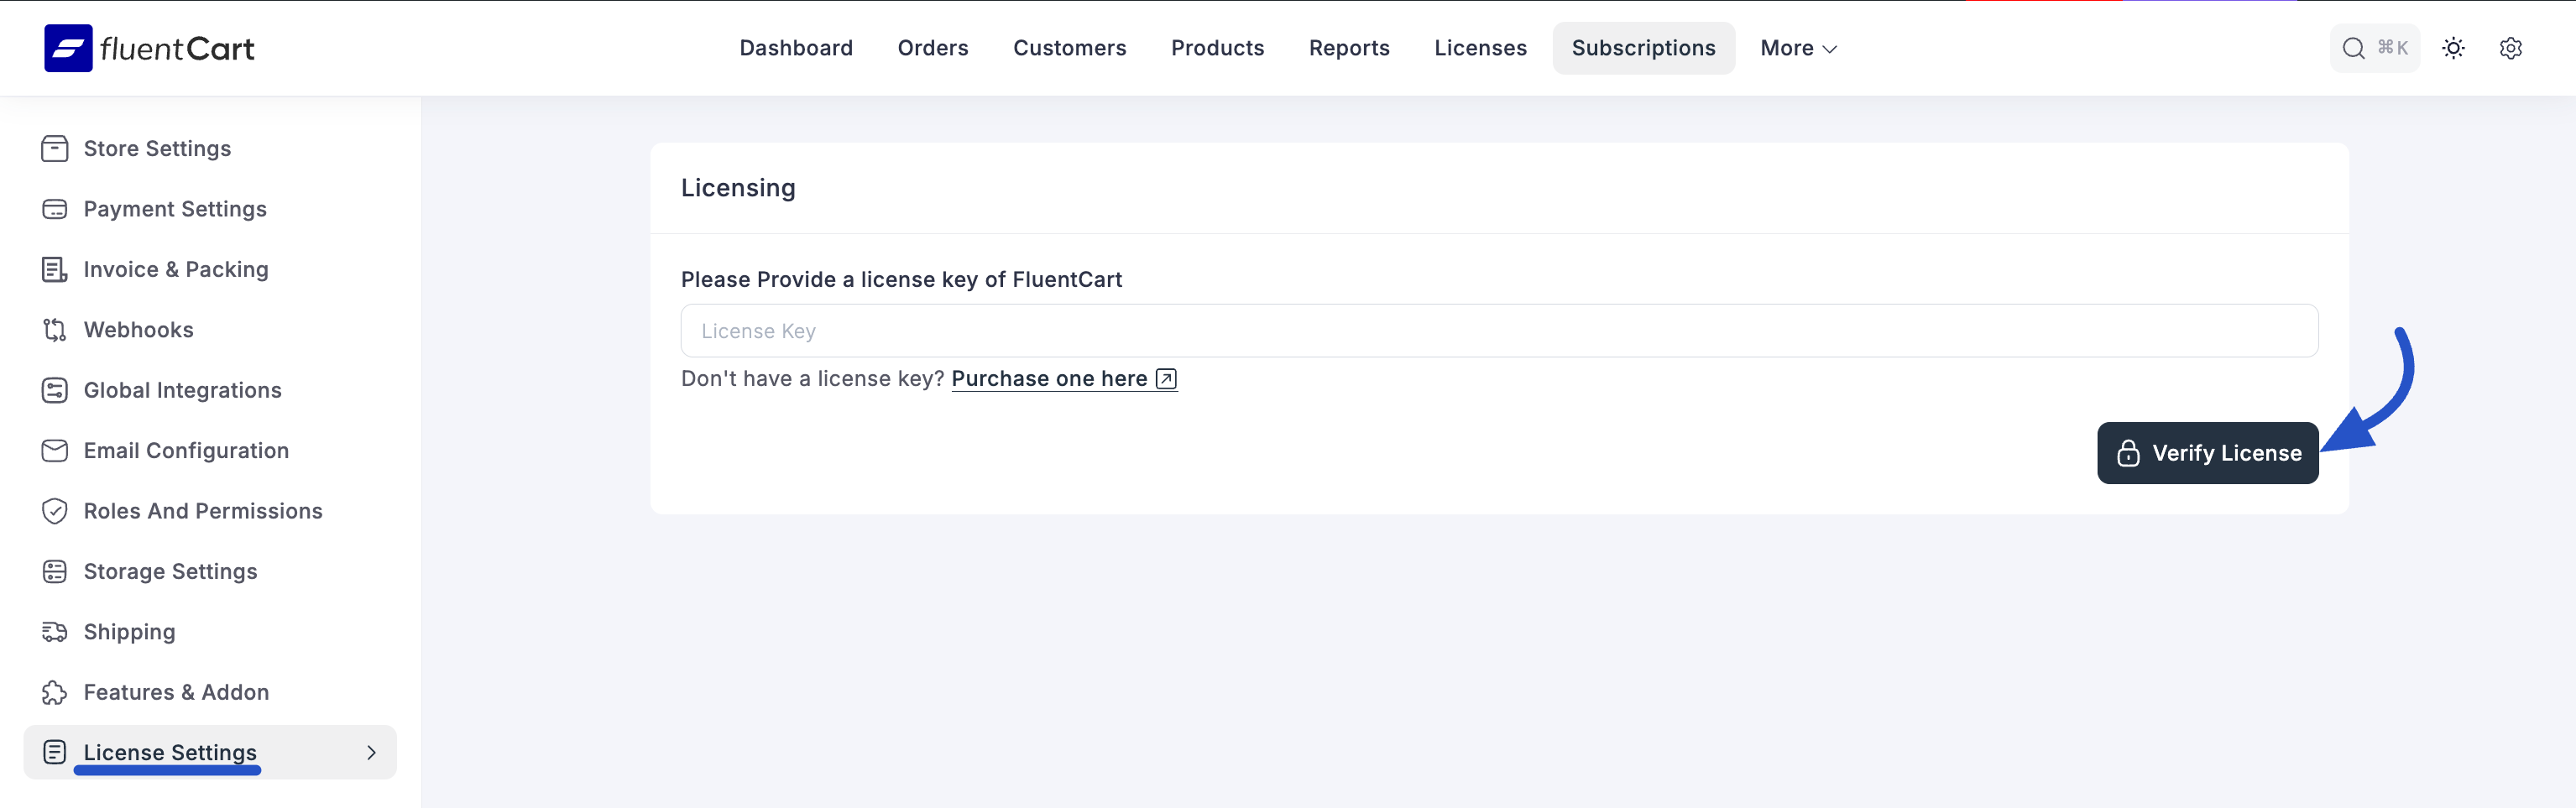 fluentCart
Dashboard
Orders
Customers
Products
Reports
Licenses
Subscriptions
More
⌘K
Store Settings
Payment Settings
Invoice & Packing
Webhooks
Global Integrations
Email Configuration
Roles And Permissions
Storage Settings
Shipping
Features & Addon
License Settings
Licensing
Please Provide a license key of FluentCart
License Key
Don't have a license key? Purchase one here
Verify License